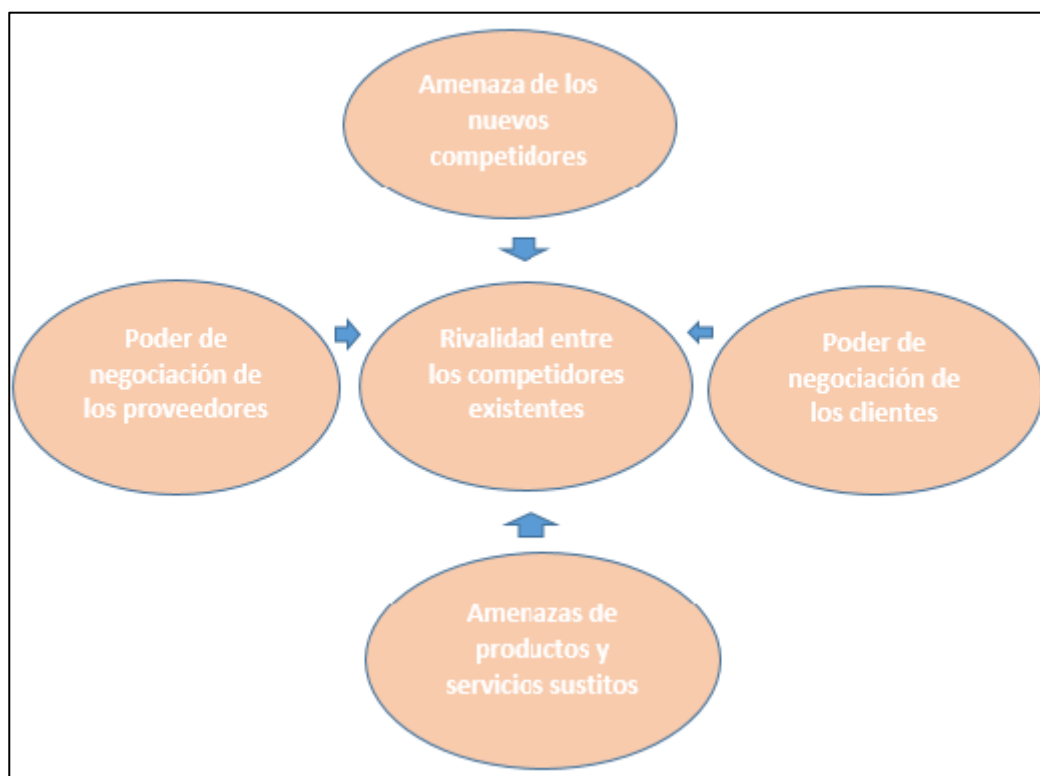 Amenaza de los
nuevos
competidores
Poder de
negociación de
los proveedores
Rivalidad entre
los competidores
existentes
Poder de
negociación de
los clientes
Amenazas de
productos y
servicios sustitos